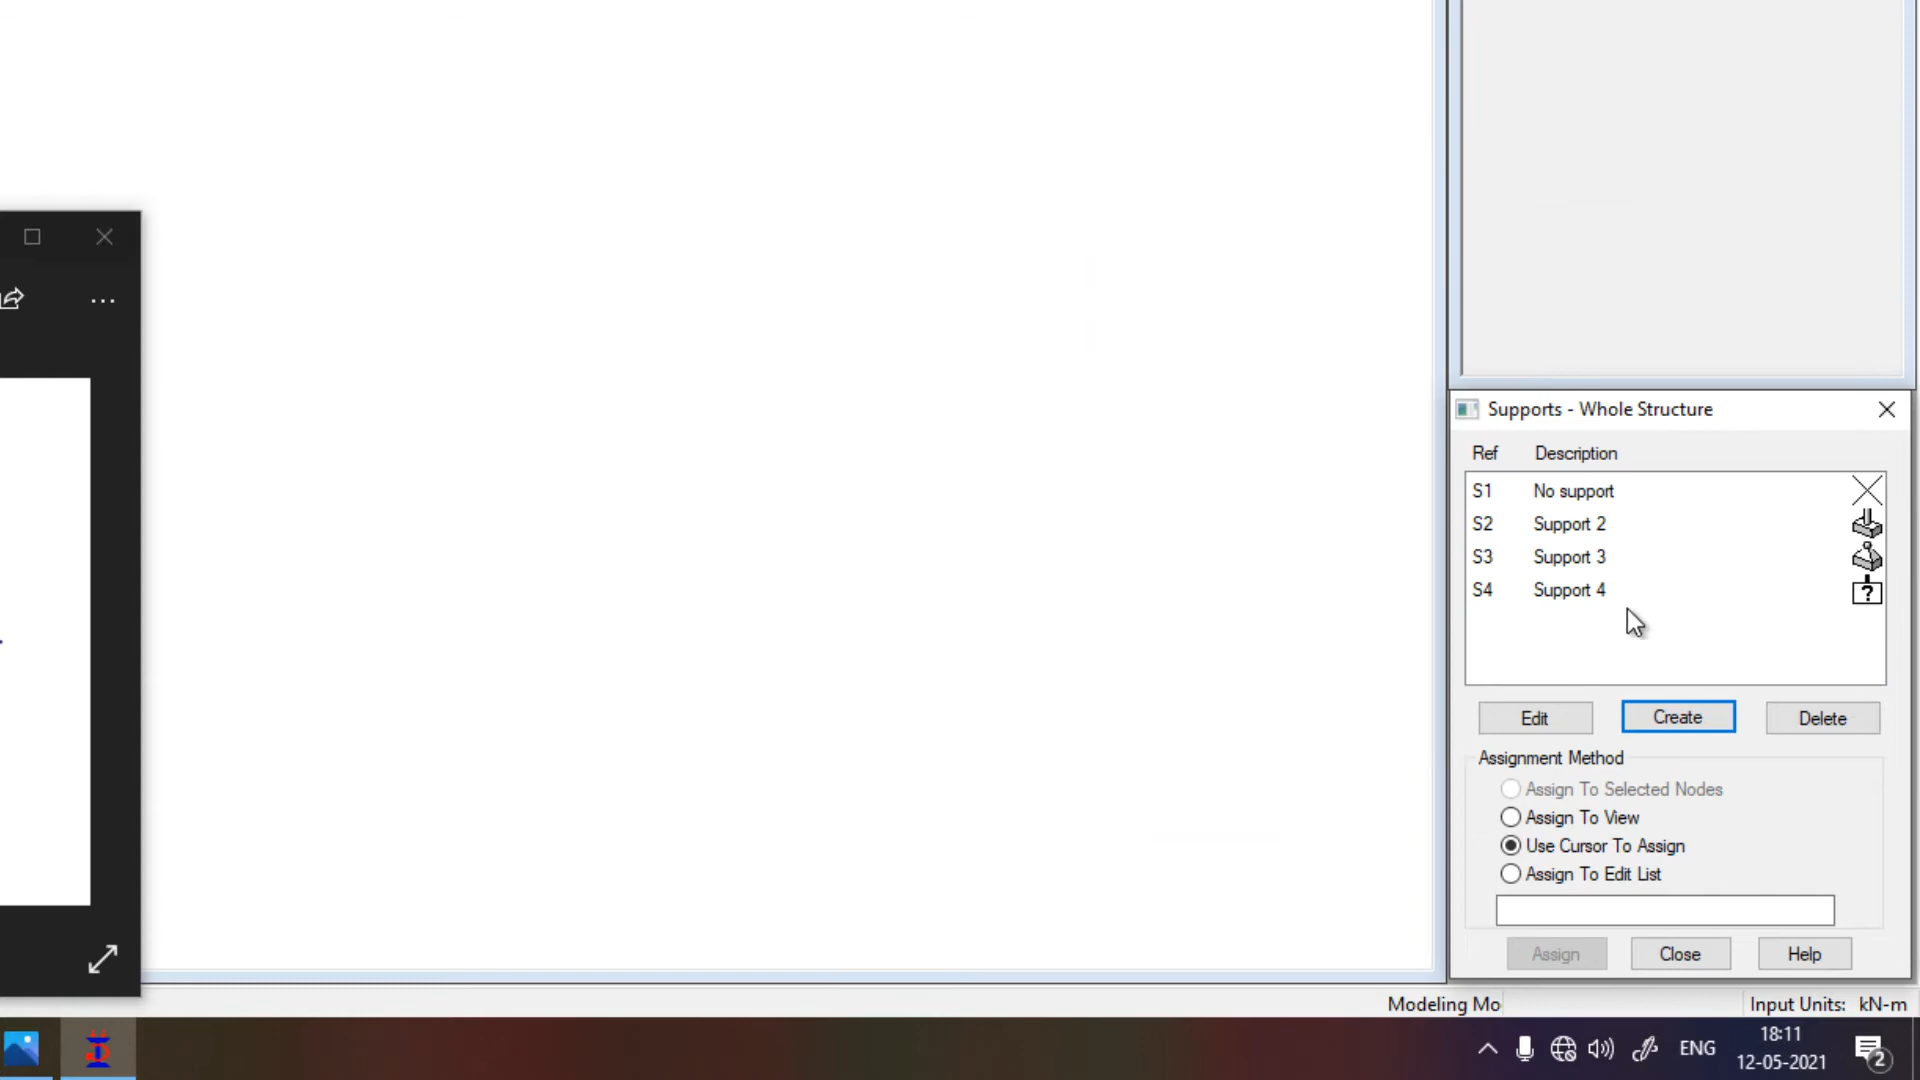 Supports - Whole Structure
Ref Description
S1 No support
S2 Support 2
S3 Support 3
S4 Support 4
?
Edit Create Delete
Assignment Method
Assign To Selected Nodes
Assign To View
Use Cursor To Assign
Assign To Edit List
Assign Close Help
Modeling Mo Input Units: kN-m
ENG 18:11
12-05-2021
2